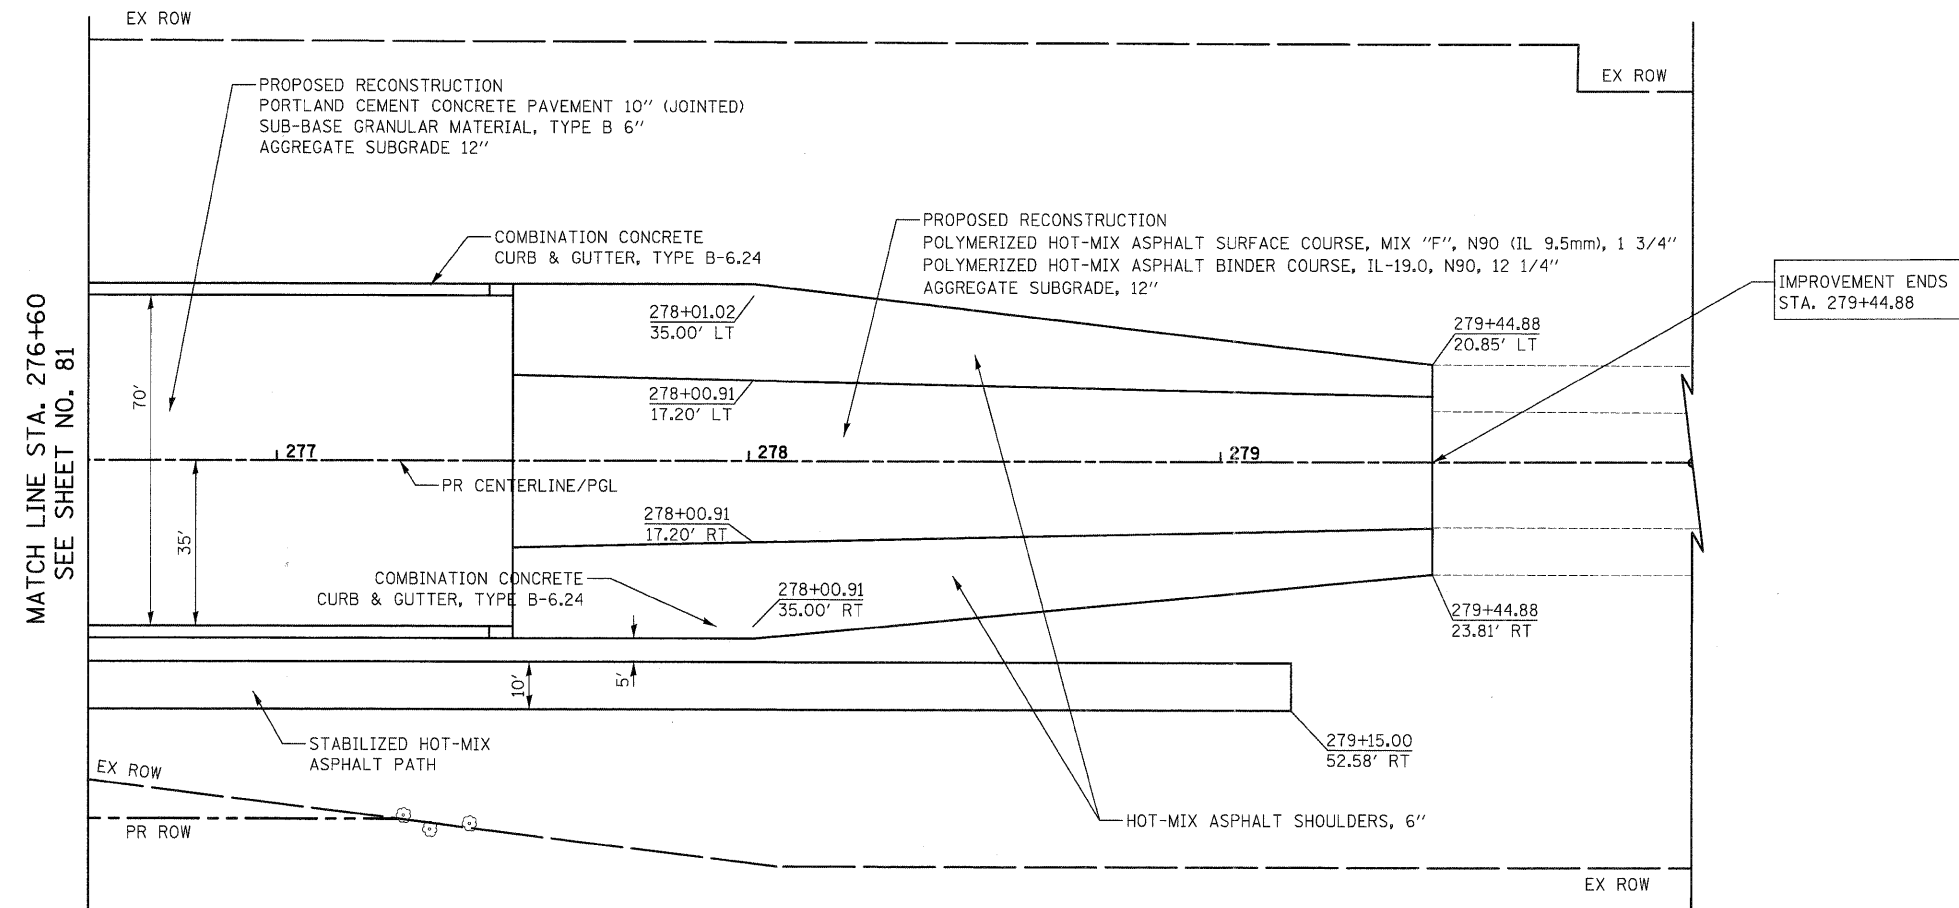 EX ROW
EX ROW
PROPOSED RECONSTRUCTION
PORTLAND CEMENT CONCRETE PAVEMENT 10" (JOINTED)
SUB-BASE GRANULAR MATERIAL, TYPE B 6"
AGGREGATE SUBGRADE 12"
COMBINATION CONCRETE
CURB & GUTTER, TYPE B-6.24
PROPOSED RECONSTRUCTION
POLYMERIZED HOT-MIX ASPHALT SURFACE COURSE, MIX "F", N90 (IL 9.5mm), 1 3/4"
POLYMERIZED HOT-MIX ASPHALT BINDER COURSE, IL-19.0, N90, 12 1/4"
AGGREGATE SUBGRADE, 12"
IMPROVEMENT ENDS
STA. 279+44.88
MATCH LINE STA. 276+60
SEE SHEET NO. 81
278+01.02
35.00' LT
279+44.88
20.85' LT
70'
278+00.91
17.20' LT
277
278
279
PR CENTERLINE/PGL
35'
278+00.91
17.20' RT
COMBINATION CONCRETE
CURB & GUTTER, TYPE B-6.24
278+00.91
35.00' RT
279+44.88
23.81' RT
10'
5'
STABILIZED HOT-MIX
ASPHALT PATH
279+15.00
52.58' RT
EX ROW
PR ROW
HOT-MIX ASPHALT SHOULDERS, 6"
EX ROW